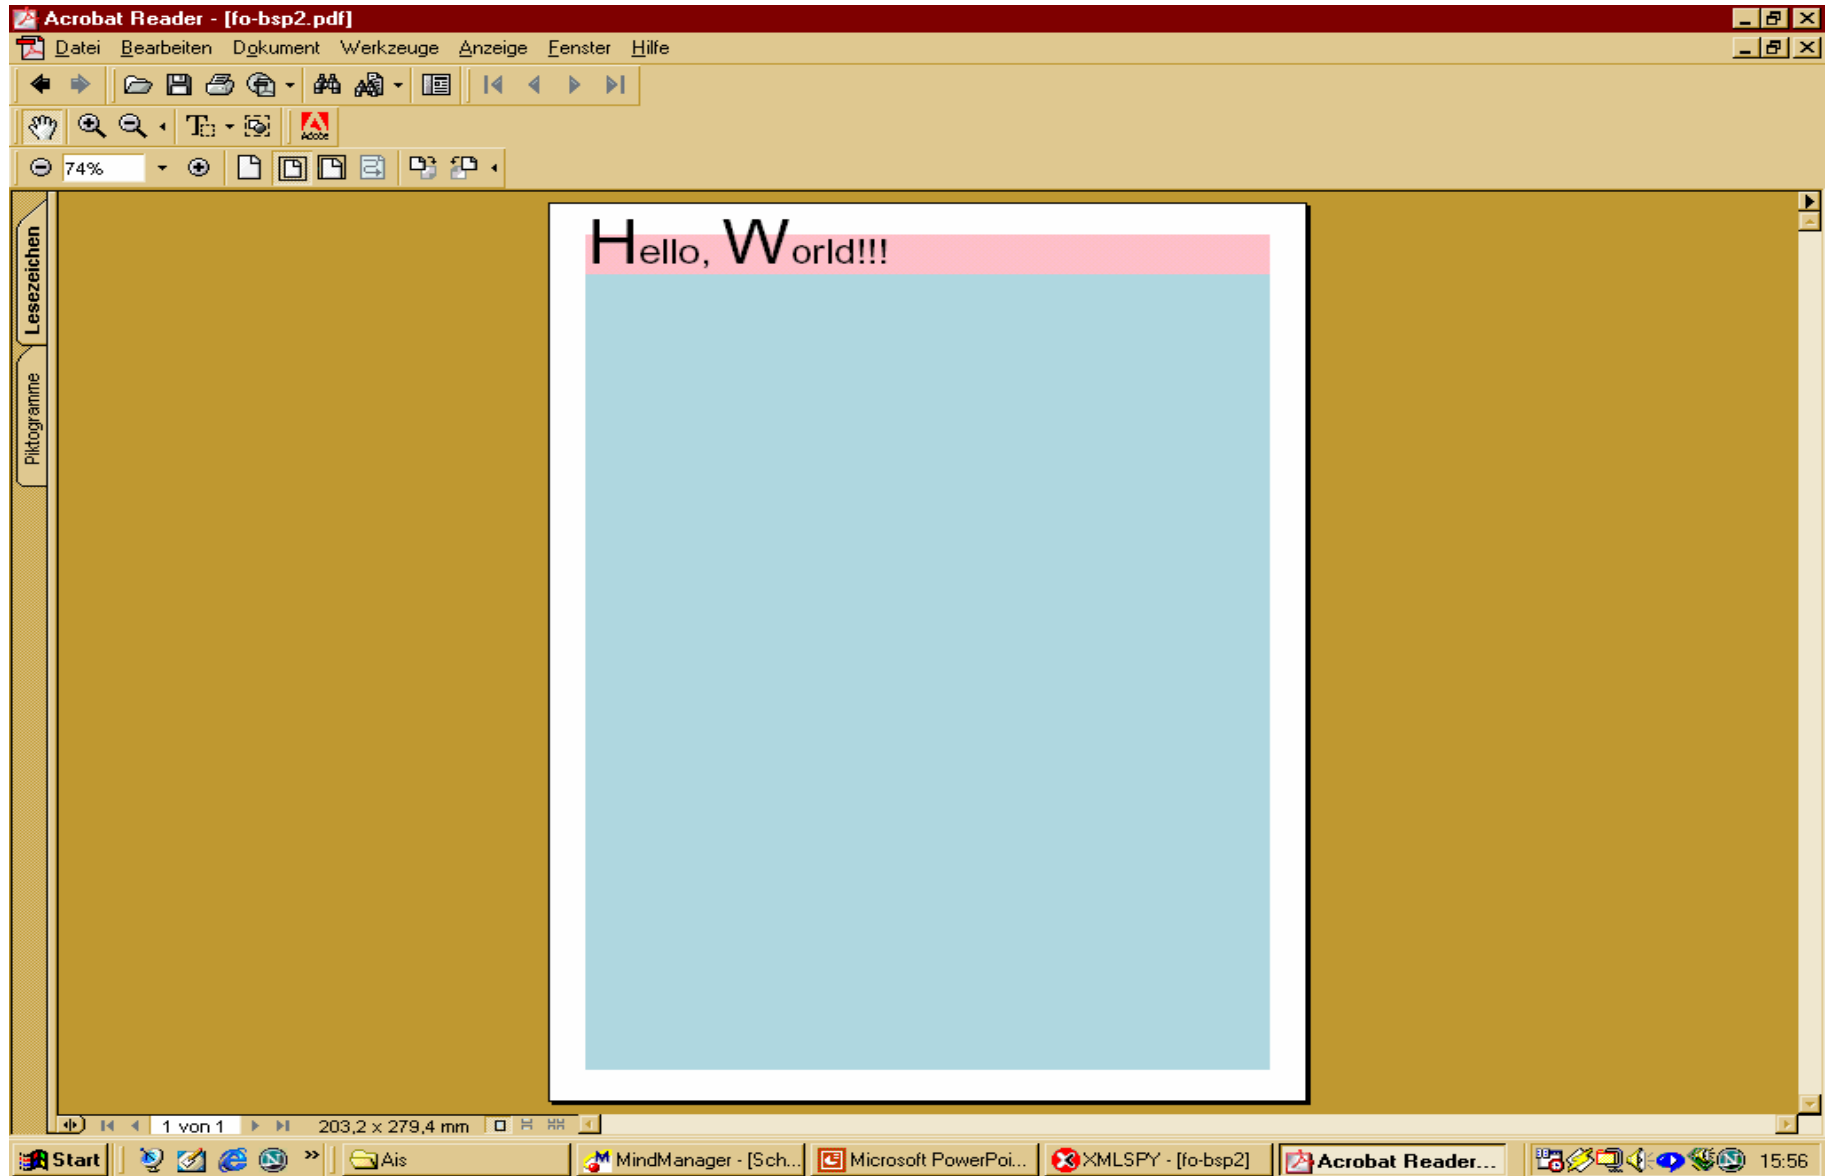 Acrobat Reader - [fo-bsp2.pdf]
Datei Bearbeiten Dokument Werkzeuge Anzeige Fenster Hilfe
Adobe
74%
Lesezeichen
Piktogramme
Hello, World!!!
1 von 1 203,2 x 279,4 mm
Start » Ais MindManager - [Sch... Microsoft PowerPoi... XMLSPY - [fo-bsp2] Acrobat Reader... 15:56